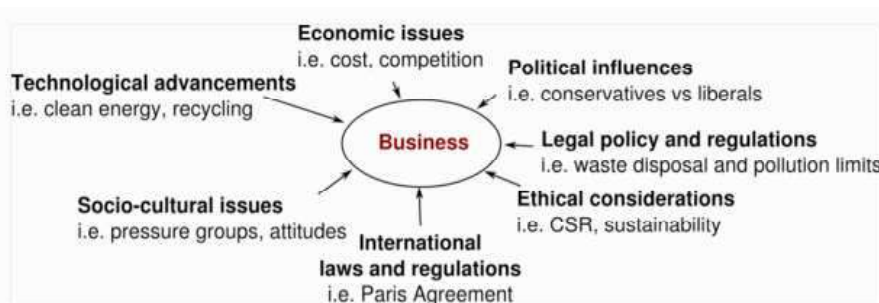 Economic issues
i.e. cost, competition
Technological advancements
i.e. clean energy, recycling
Political influences
i.e. conservatives vs liberals
Business
Legal policy and regulations
i.e. waste disposal and pollution limits
Socio-cultural issues
i.e. pressure groups, attitudes
Ethical considerations
i.e. CSR, sustainability
International
laws and regulations
i.e. Paris Agreement